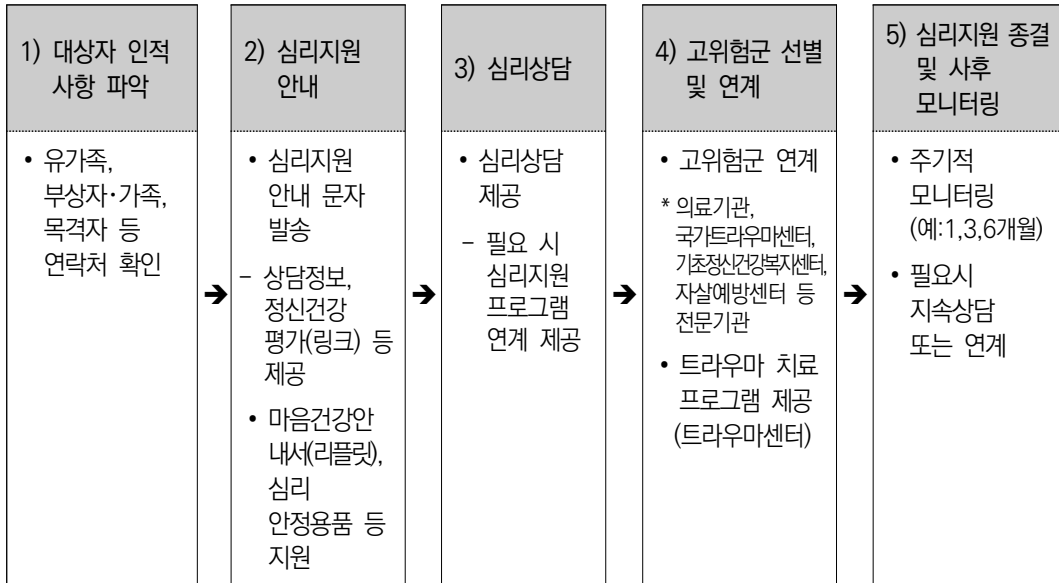 1) 대상자 인적
사항 파악
• 유가족,
부상자·가족,
목격자 등
연락처 확인
➔
2) 심리지원
안내
• 심리지원
안내 문자
발송
- 상담정보,
정신건강
평가(링크) 등
제공
• 마음건강안
내서(리플릿),
심리
안정용품 등
지원
➔
3) 심리상담
• 심리상담
제공
- 필요 시
심리지원
프로그램
연계 제공
➔
4) 고위험군 선별
및 연계
• 고위험군 연계
* 의료기관,
국가트라우마센터,
기초정신건강복지센터,
자살예방센터 등
전문기관
• 트라우마 치료
프로그램 제공
(트라우마센터)
➔
5) 심리지원 종결
및 사후
모니터링
• 주기적
모니터링
(예:1,3,6개월)
• 필요시
지속상담
또는 연계